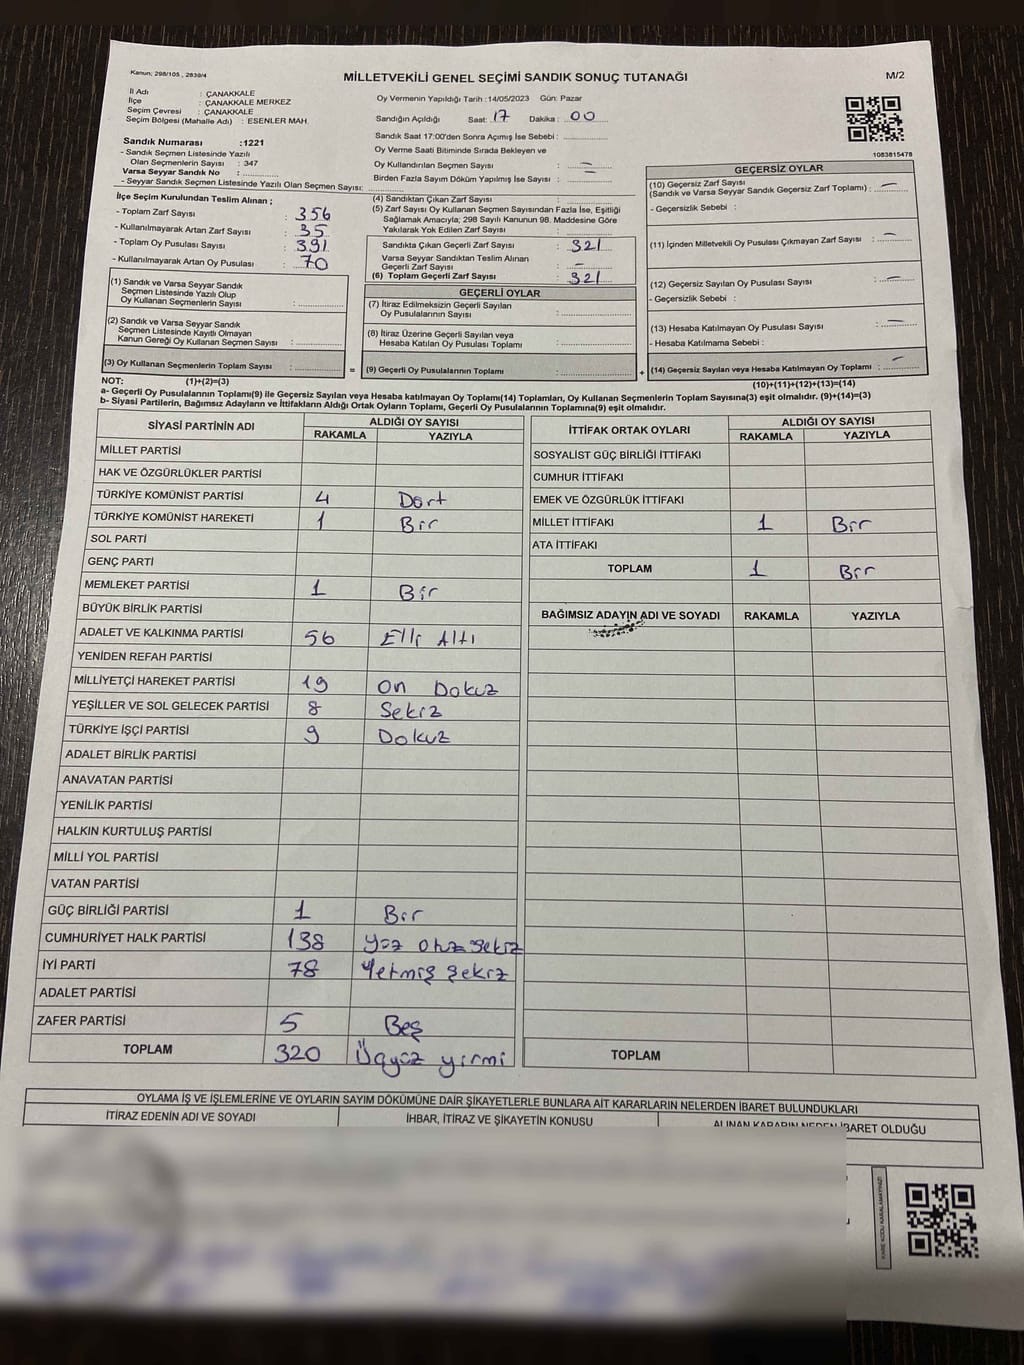 Kanun; 298/105 , 2839/4
MİLLETVEKİLİ GENEL SEÇİMİ SANDIK SONUÇ TUTANAĞI
M/2
İl Adı : ÇANAKKALE
İlçe : ÇANAKKALE MERKEZ
Seçim Çevresi : ÇANAKKALE
Seçim Bölgesi (Mahalle Adı) : ESENLER MAH.
Oy Vermenin Yapıldığı Tarih :14/05/2023 Gün: Pazar
Sandığın Açıldığı Saat: 17 Dakika: 00
Sandık Saat 17:00'den Sonra Açımış İse Sebebi :
1083815478
Sandık Numarası :1221
- Sandık Seçmen Listesinde Yazılı
Olan Seçmenlerin Sayısı : 347
Varsa Seyyar Sandık No :
- Seyyar Sandık Seçmen Listesinde Yazılı Olan Seçmen Sayısı:
Oy Verme Saati Bitiminde Sırada Bekleyen ve
Oy Kullandırılan Seçmen Sayısı : –
Birden Fazla Sayım Döküm Yapılmış İse Sayısı : –
İlçe Seçim Kurulundan Teslim Alınan ;
- Toplam Zarf Sayısı : 356
- Kullanılmayarak Artan Zarf Sayısı : 35
- Toplam Oy Pusulası Sayısı : 391
- Kullanılmayarak Artan Oy Pusulası : 70
(4) Sandıktan Çıkan Zarf Sayısı :
(5) Zarf Sayısı Oy Kullanan Seçmen Sayısından Fazla İse, Eşitliği
Sağlamak Amacıyla; 298 Sayılı Kanunun 98. Maddesine Göre
Yakılarak Yok Edilen Zarf Sayısı :
Sandıkta Çıkan Geçerli Zarf Sayısı : 321
Varsa Seyyar Sandıktan Teslim Alınan
Geçerli Zarf Sayısı : –
(6) Toplam Geçerli Zarf Sayısı : 321
GEÇERSİZ OYLAR
(10) Geçersiz Zarf Sayısı
(Sandık ve Varsa Seyyar Sandık Geçersiz Zarf Toplamı) : –
- Geçersizlik Sebebi :
(11) İçinden Milletvekili Oy Pusulası Çıkmayan Zarf Sayısı : –
(12) Geçersiz Sayılan Oy Pusulası Sayısı : –
- Geçersizlik Sebebi :
(13) Hesaba Katılmayan Oy Pusulası Sayısı : –
- Hesaba Katılmama Sebebi :
(14) Geçersiz Sayılan veya Hesaba Katılmayan Oy Toplamı : –
(1) Sandık ve Varsa Seyyar Sandık
Seçmen Listesinde Yazılı Olup
Oy Kullanan Seçmenlerin Sayısı :
(2) Sandık ve Varsa Seyyar Sandık
Seçmen Listesinde Kayıtlı Olmayan
Kanun Gereği Oy Kullanan Seçmen Sayısı :
(3) Oy Kullanan Seçmenlerin Toplam Sayısı :
=
GEÇERLİ OYLAR
(7) İtiraz Edilmeksizin Geçerli Sayılan
Oy Pusulalarının Sayısı :
(8) İtiraz Üzerine Geçerli Sayılan veya
Hesaba Katılan Oy Pusulası Toplamı :
(9) Geçerli Oy Pusulalarının Toplamı :
+
NOT: (1)+(2)=(3)
(10)+(11)+(12)+(13)=(14)
a- Geçerli Oy Pusulalarının Toplamı(9) ile Geçersiz Sayılan veya Hesaba katılmayan Oy Toplamı(14) Toplamları, Oy Kullanan Seçmenlerin Toplam Sayısına(3) eşit olmalıdır. (9)+(14)=(3)
b- Siyasi Partilerin, Bağımsız Adayların ve İttifakların Aldığı Ortak Oyların Toplamı, Geçerli Oy Pusulalarının Toplamına(9) eşit olmalıdır.
SİYASİ PARTİNİN ADI
ALDIĞI OY SAYISI
RAKAMLA YAZIYLA
MİLLET PARTİSİ
HAK VE ÖZGÜRLÜKLER PARTİSİ
TÜRKİYE KOMÜNİST PARTİSİ 4 Dört
TÜRKİYE KOMÜNİST HAREKETİ 1 Bir
SOL PARTİ
GENÇ PARTİ
MEMLEKET PARTİSİ 1 Bir
BÜYÜK BİRLİK PARTİSİ
ADALET VE KALKINMA PARTİSİ 56 Elli Altı
YENİDEN REFAH PARTİSİ
MİLLİYETÇİ HAREKET PARTİSİ 19 On Dokuz
YEŞİLLER VE SOL GELECEK PARTİSİ 8 Sekiz
TÜRKİYE İŞÇİ PARTİSİ 9 Dokuz
ADALET BİRLİK PARTİSİ
ANAVATAN PARTİSİ
YENİLİK PARTİSİ
HALKIN KURTULUŞ PARTİSİ
MİLLİ YOL PARTİSİ
VATAN PARTİSİ
GÜÇ BİRLİĞİ PARTİSİ 1 Bir
CUMHURİYET HALK PARTİSİ 138 Yüz otuz sekiz
İYİ PARTİ 78 Yetmiş Şekiz
ADALET PARTİSİ
ZAFER PARTİSİ 5 Beş
TOPLAM 320 Üçyüz yirmi
İTTİFAK ORTAK OYLARI
ALDIĞI OY SAYISI
RAKAMLA YAZIYLA
SOSYALİST GÜÇ BİRLİĞİ İTTİFAKI
CUMHUR İTTİFAKI
EMEK VE ÖZGÜRLÜK İTTİFAKI
MİLLET İTTİFAKI 1 Bir
ATA İTTİFAKI
TOPLAM 1 Bir
BAĞIMSIZ ADAYIN ADI VE SOYADI RAKAMLA YAZIYLA
TOPLAM
OYLAMA İŞ VE İŞLEMLERİNE VE OYLARIN SAYIM DÖKÜMÜNE DAİR ŞİKAYETLERLE BUNLARA AİT KARARLARIN NELERDEN İBARET BULUNDUKLARI
İTİRAZ EDENİN ADI VE SOYADI
İHBAR, İTİRAZ VE ŞİKAYETİN KONUSU
ALINAN KARARIN NEDEN İBARET OLDUĞU